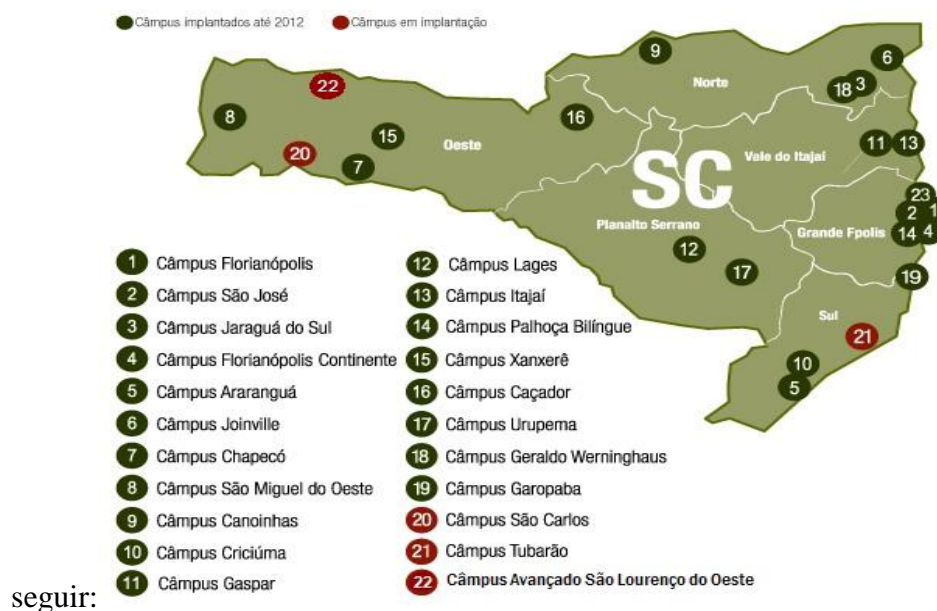 Câmpus implantados até 2012
Câmpus em implantação
9
6
Norte
18
3
22
8
16
15
Oeste
20
7
Vale do Itajaí
11
13
SC
23
2
1
Planalto Serrano
Grande Fpolis
14
4
12
17
19
Sul
21
10
5
1 Câmpus Florianópolis
2 Câmpus São José
3 Câmpus Jaraguá do Sul
4 Câmpus Florianópolis Continente
5 Câmpus Araranguá
6 Câmpus Joinville
7 Câmpus Chapecó
8 Câmpus São Miguel do Oeste
9 Câmpus Canoinhas
10 Câmpus Criciúma
11 Câmpus Gaspar
12 Câmpus Lages
13 Câmpus Itajaí
14 Câmpus Palhoça Bilíngue
15 Câmpus Xanxerê
16 Câmpus Caçador
17 Câmpus Urupema
18 Câmpus Geraldo Werninghaus
19 Câmpus Garopaba
20 Câmpus São Carlos
21 Câmpus Tubarão
22 Câmpus Avançado São Lourenço do Oeste
seguir: